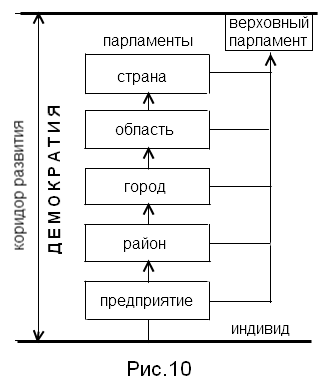 верховный
парламент
парламенты
страна
область
город
район
предприятие
индивид
коридор развития
ДЕМОКРАТИЯ
Рис.10